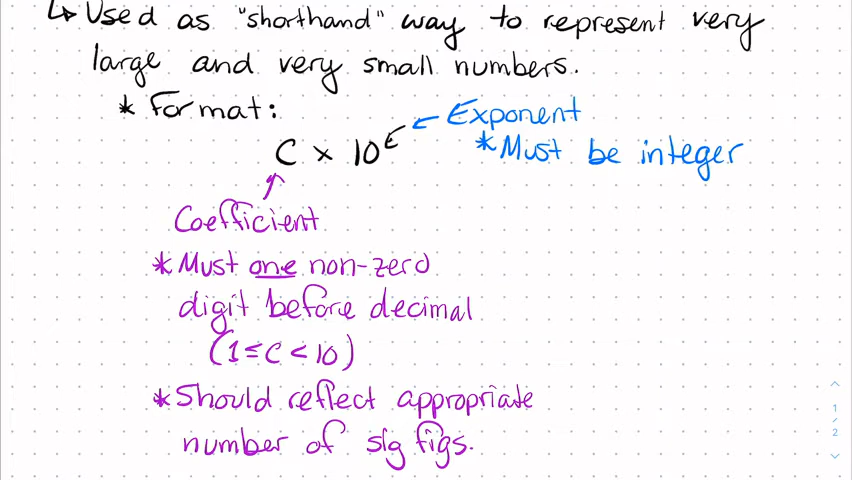 ↳ Used as "shorthand" way to represent very
large and very small numbers.
* Format:
← Exponent
C × 10^E
* Must be integer
Coefficient
* Must one non-zero
digit before decimal
(1 ≤ C < 10)
* Should reflect appropriate
number of sig figs.
1
/
2